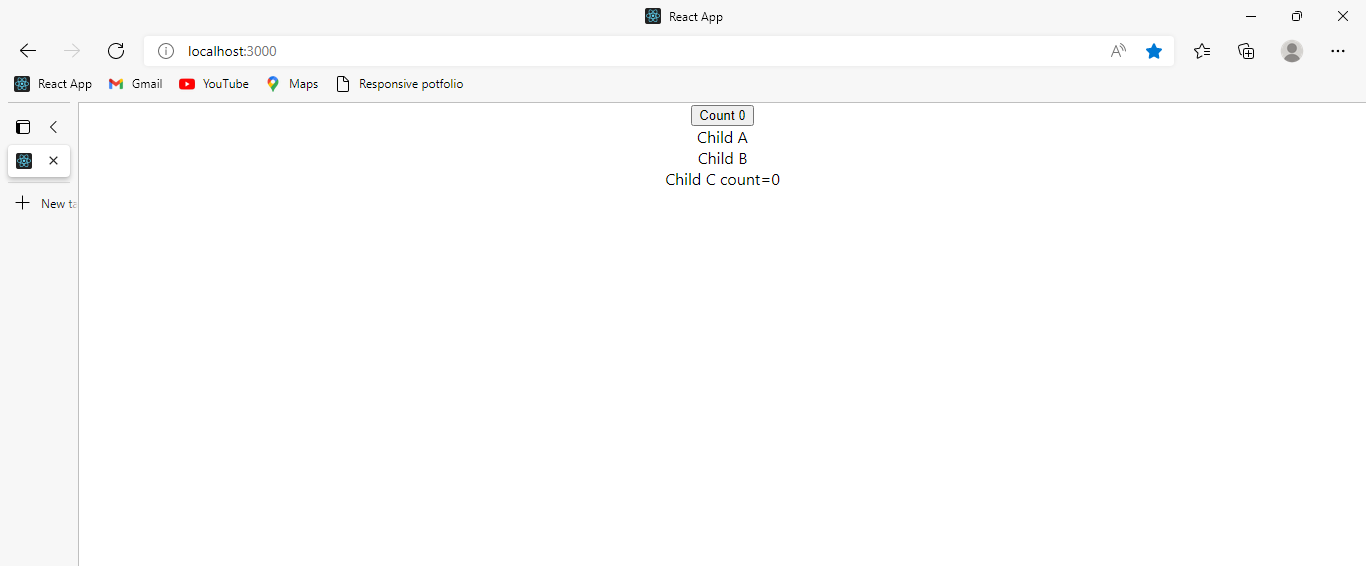 React App
localhost:3000
React App Gmail YouTube Maps Responsive potfolio
Count 0
Child A
Child B
Child C count=0
New ta